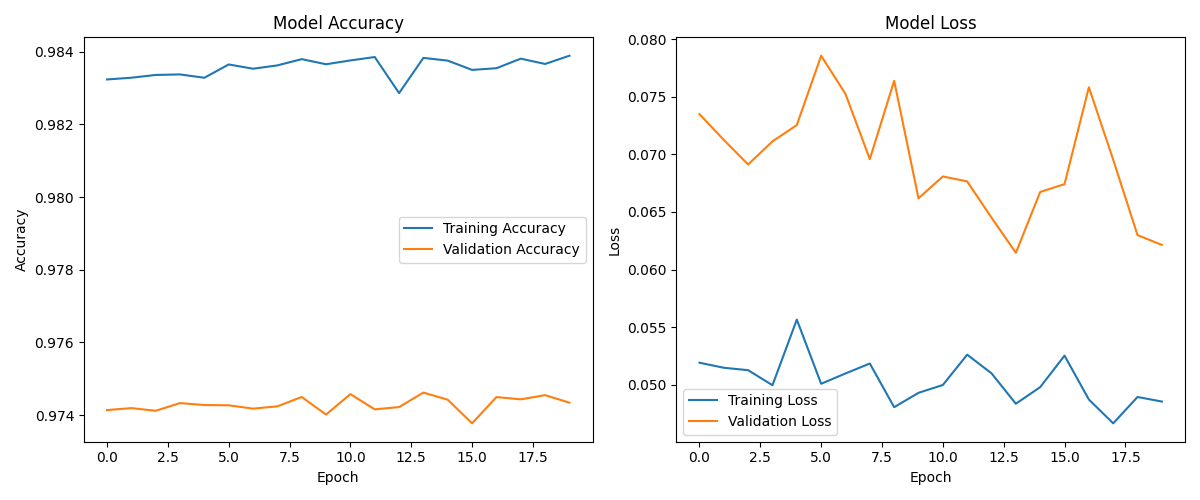 Model Accuracy
Accuracy
0.984
0.982
0.980
0.978
0.976
0.974
Training Accuracy
Validation Accuracy
0.0 2.5 5.0 7.5 10.0 12.5 15.0 17.5
Epoch
Model Loss
Loss
0.080
0.075
0.070
0.065
0.060
0.055
0.050
Training Loss
Validation Loss
0.0 2.5 5.0 7.5 10.0 12.5 15.0 17.5
Epoch